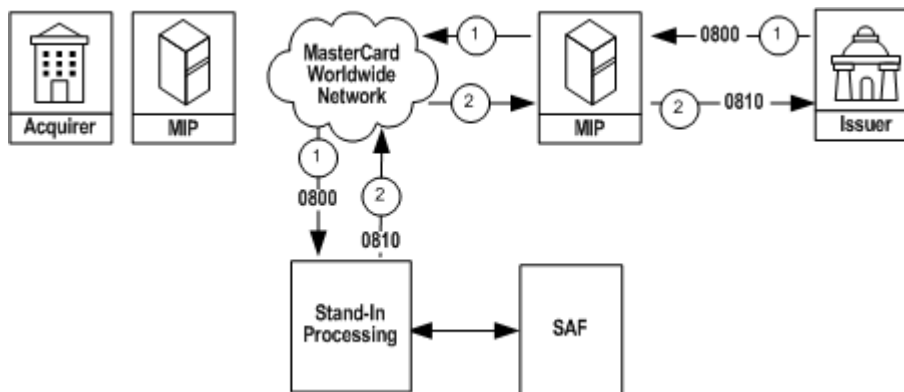 1
0800
1
MasterCard
Worldwide
Network
2
2
0810
Acquirer
MIP
MIP
Issuer
1
2
0800
0810
Stand-In
Processing
SAF